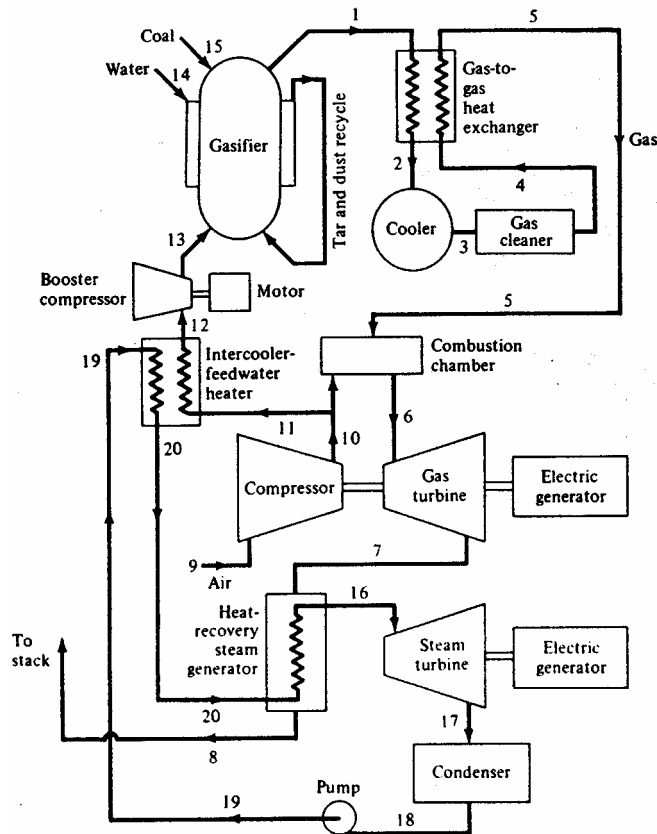 1
5
Coal
15
Water
14
Gasifier
Tar and dust recycle
Gas-to-
gas
heat
exchanger
Gas
2
4
Cooler
3
Gas
cleaner
13
Booster
compressor
Motor
12
5
19
Intercooler-
feedwater
heater
Combustion
chamber
11
10
6
20
Compressor
Gas
turbine
Electric
generator
9
Air
7
16
Heat-
recovery
steam
generator
To
stack
Steam
turbine
Electric
generator
20
8
17
Condenser
Pump
19
18